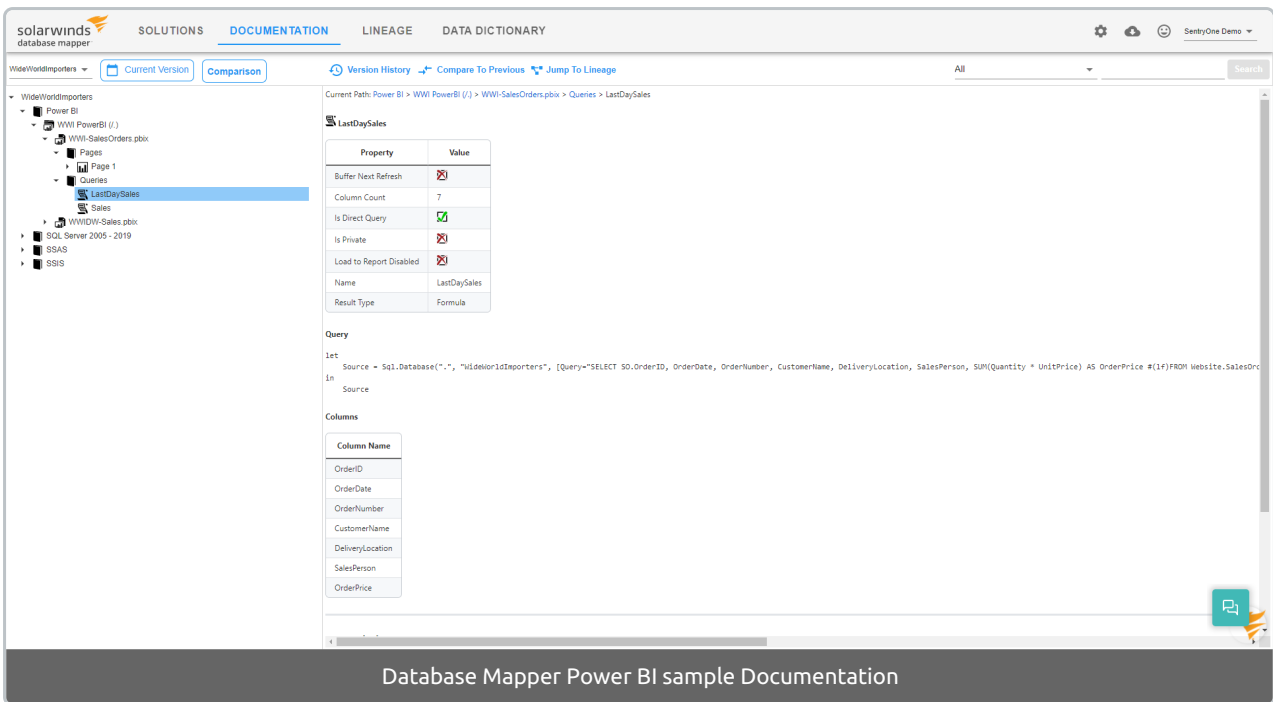 solarwinds
database mapper
SOLUTIONS DOCUMENTATION LINEAGE DATA DICTIONARY
SentryOne Demo
WideWorldImporters Current Version Comparison
Version History Compare To Previous Jump To Lineage
All
Search
WideWorldImporters
Power BI
WWI PowerBI (/.)
WWI-SalesOrders.pbix
Pages
Page 1
Queries
LastDaySales
Sales
WWIDW-Sales.pbix
SQL Server 2005 - 2019
SSAS
SSIS
Current Path: Power BI > WWI PowerBI (/.) > WWI-SalesOrders.pbix > Queries > LastDaySales
LastDaySales
Property Value
Buffer Next Refresh
Column Count 7
Is Direct Query
Is Private
Load to Report Disabled
Name LastDaySales
Result Type Formula
Query
let
Source = Sql.Database(".", "WideWorldImporters", [Query="SELECT SO.OrderID, OrderDate, OrderNumber, CustomerName, DeliveryLocation, SalesPerson, SUM(Quantity * UnitPrice) AS OrderPrice #(lf)FROM Website.SalesOrd
in
Source
Columns
Column Name
OrderID
OrderDate
OrderNumber
CustomerName
DeliveryLocation
SalesPerson
OrderPrice
Database Mapper Power BI sample Documentation